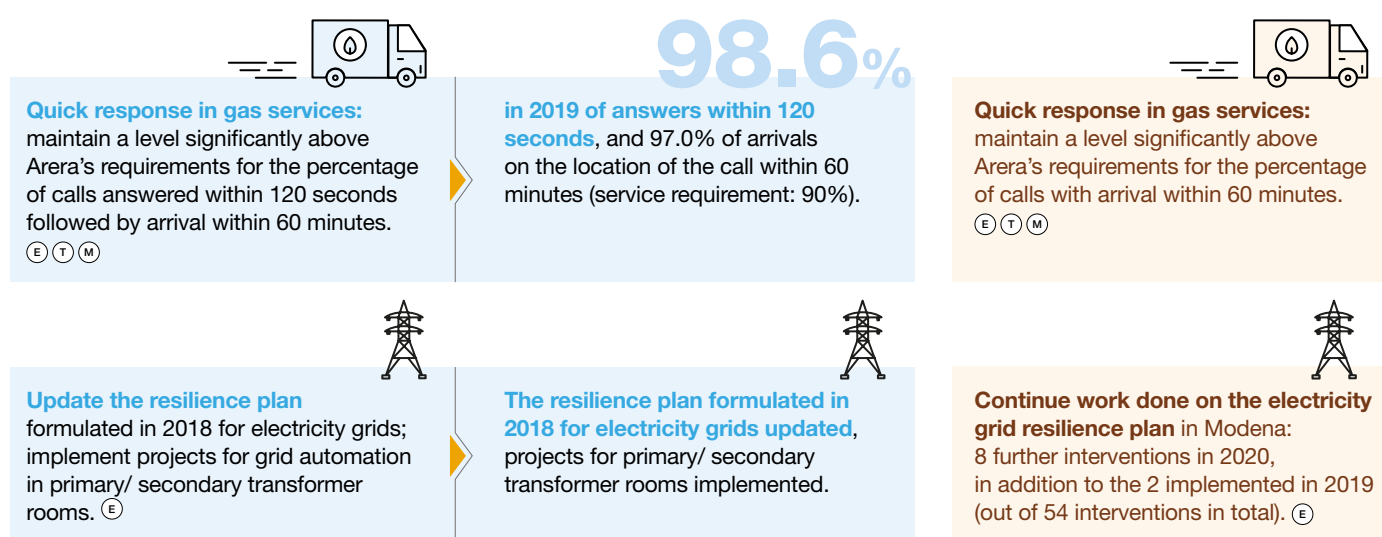 98.6%
Quick response in gas services:
maintain a level significantly above
Arera's requirements for the percentage
of calls answered within 120 seconds
followed by arrival within 60 minutes.
E T M
in 2019 of answers within 120
seconds, and 97.0% of arrivals
on the location of the call within 60
minutes (service requirement: 90%).
Quick response in gas services:
maintain a level significantly above
Arera's requirements for the percentage
of calls with arrival within 60 minutes.
E T M
Update the resilience plan
formulated in 2018 for electricity grids;
implement projects for grid automation
in primary/ secondary transformer
rooms. E
The resilience plan formulated in
2018 for electricity grids updated,
projects for primary/ secondary
transformer rooms implemented.
Continue work done on the electricity
grid resilience plan in Modena:
8 further interventions in 2020,
in addition to the 2 implemented in 2019
(out of 54 interventions in total). E